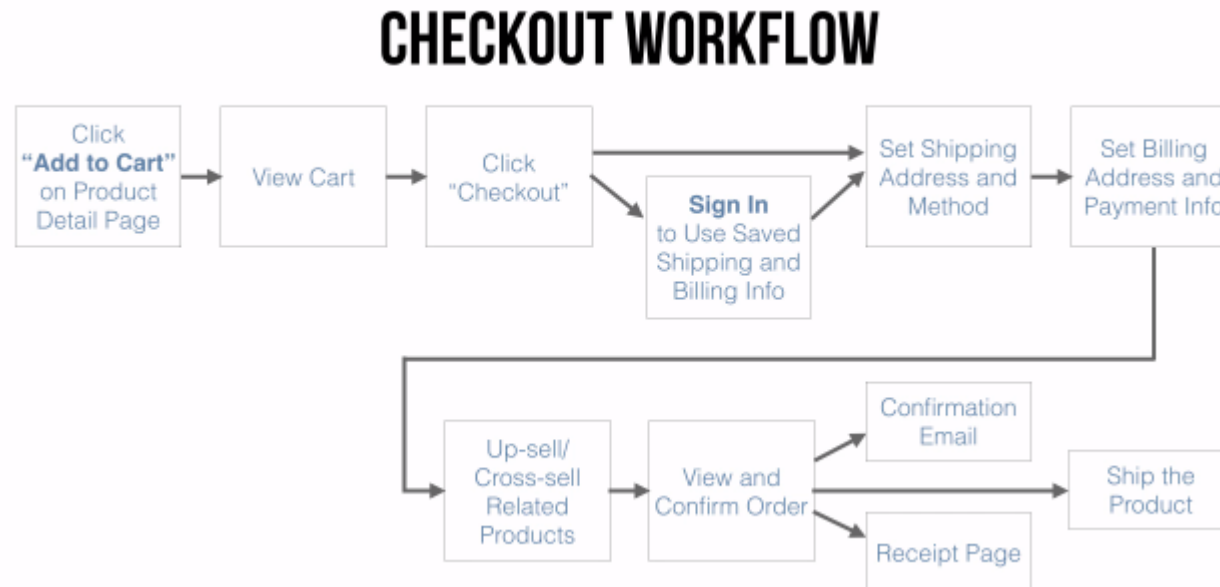 CHECKOUT WORKFLOW
Click
“Add to Cart”
on Product
Detail Page
View Cart
Click
“Checkout”
Sign In
to Use Saved
Shipping and
Billing Info
Set Shipping
Address and
Method
Set Billing
Address and
Payment Info
Up-sell/
Cross-sell
Related
Products
View and
Confirm Order
Confirmation
Email
Ship the
Product
Receipt Page